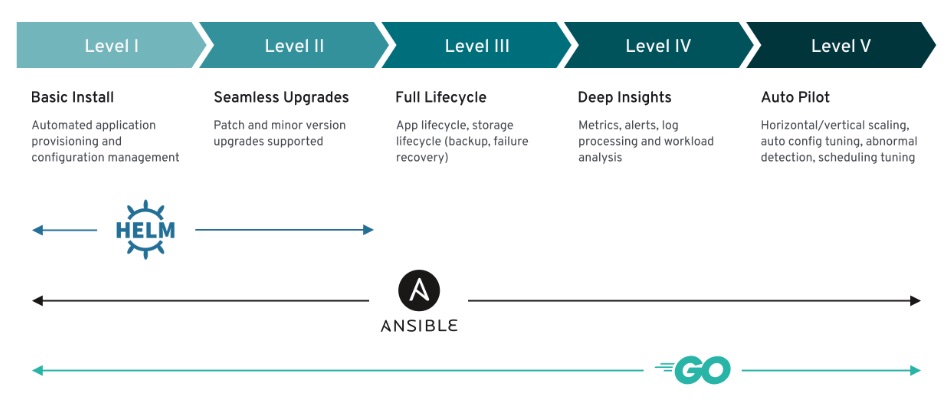 Level I
Level II
Level III
Level IV
Level V
Basic Install
Automated application
provisioning and
configuration management
Seamless Upgrades
Patch and minor version
upgrades supported
Full Lifecycle
App lifecycle, storage
lifecycle (backup, failure
recovery)
Deep Insights
Metrics, alerts, log
processing and workload
analysis
Auto Pilot
Horizontal/vertical scaling,
auto config tuning, abnormal
detection, scheduling tuning
HELM
A
ANSIBLE
GO